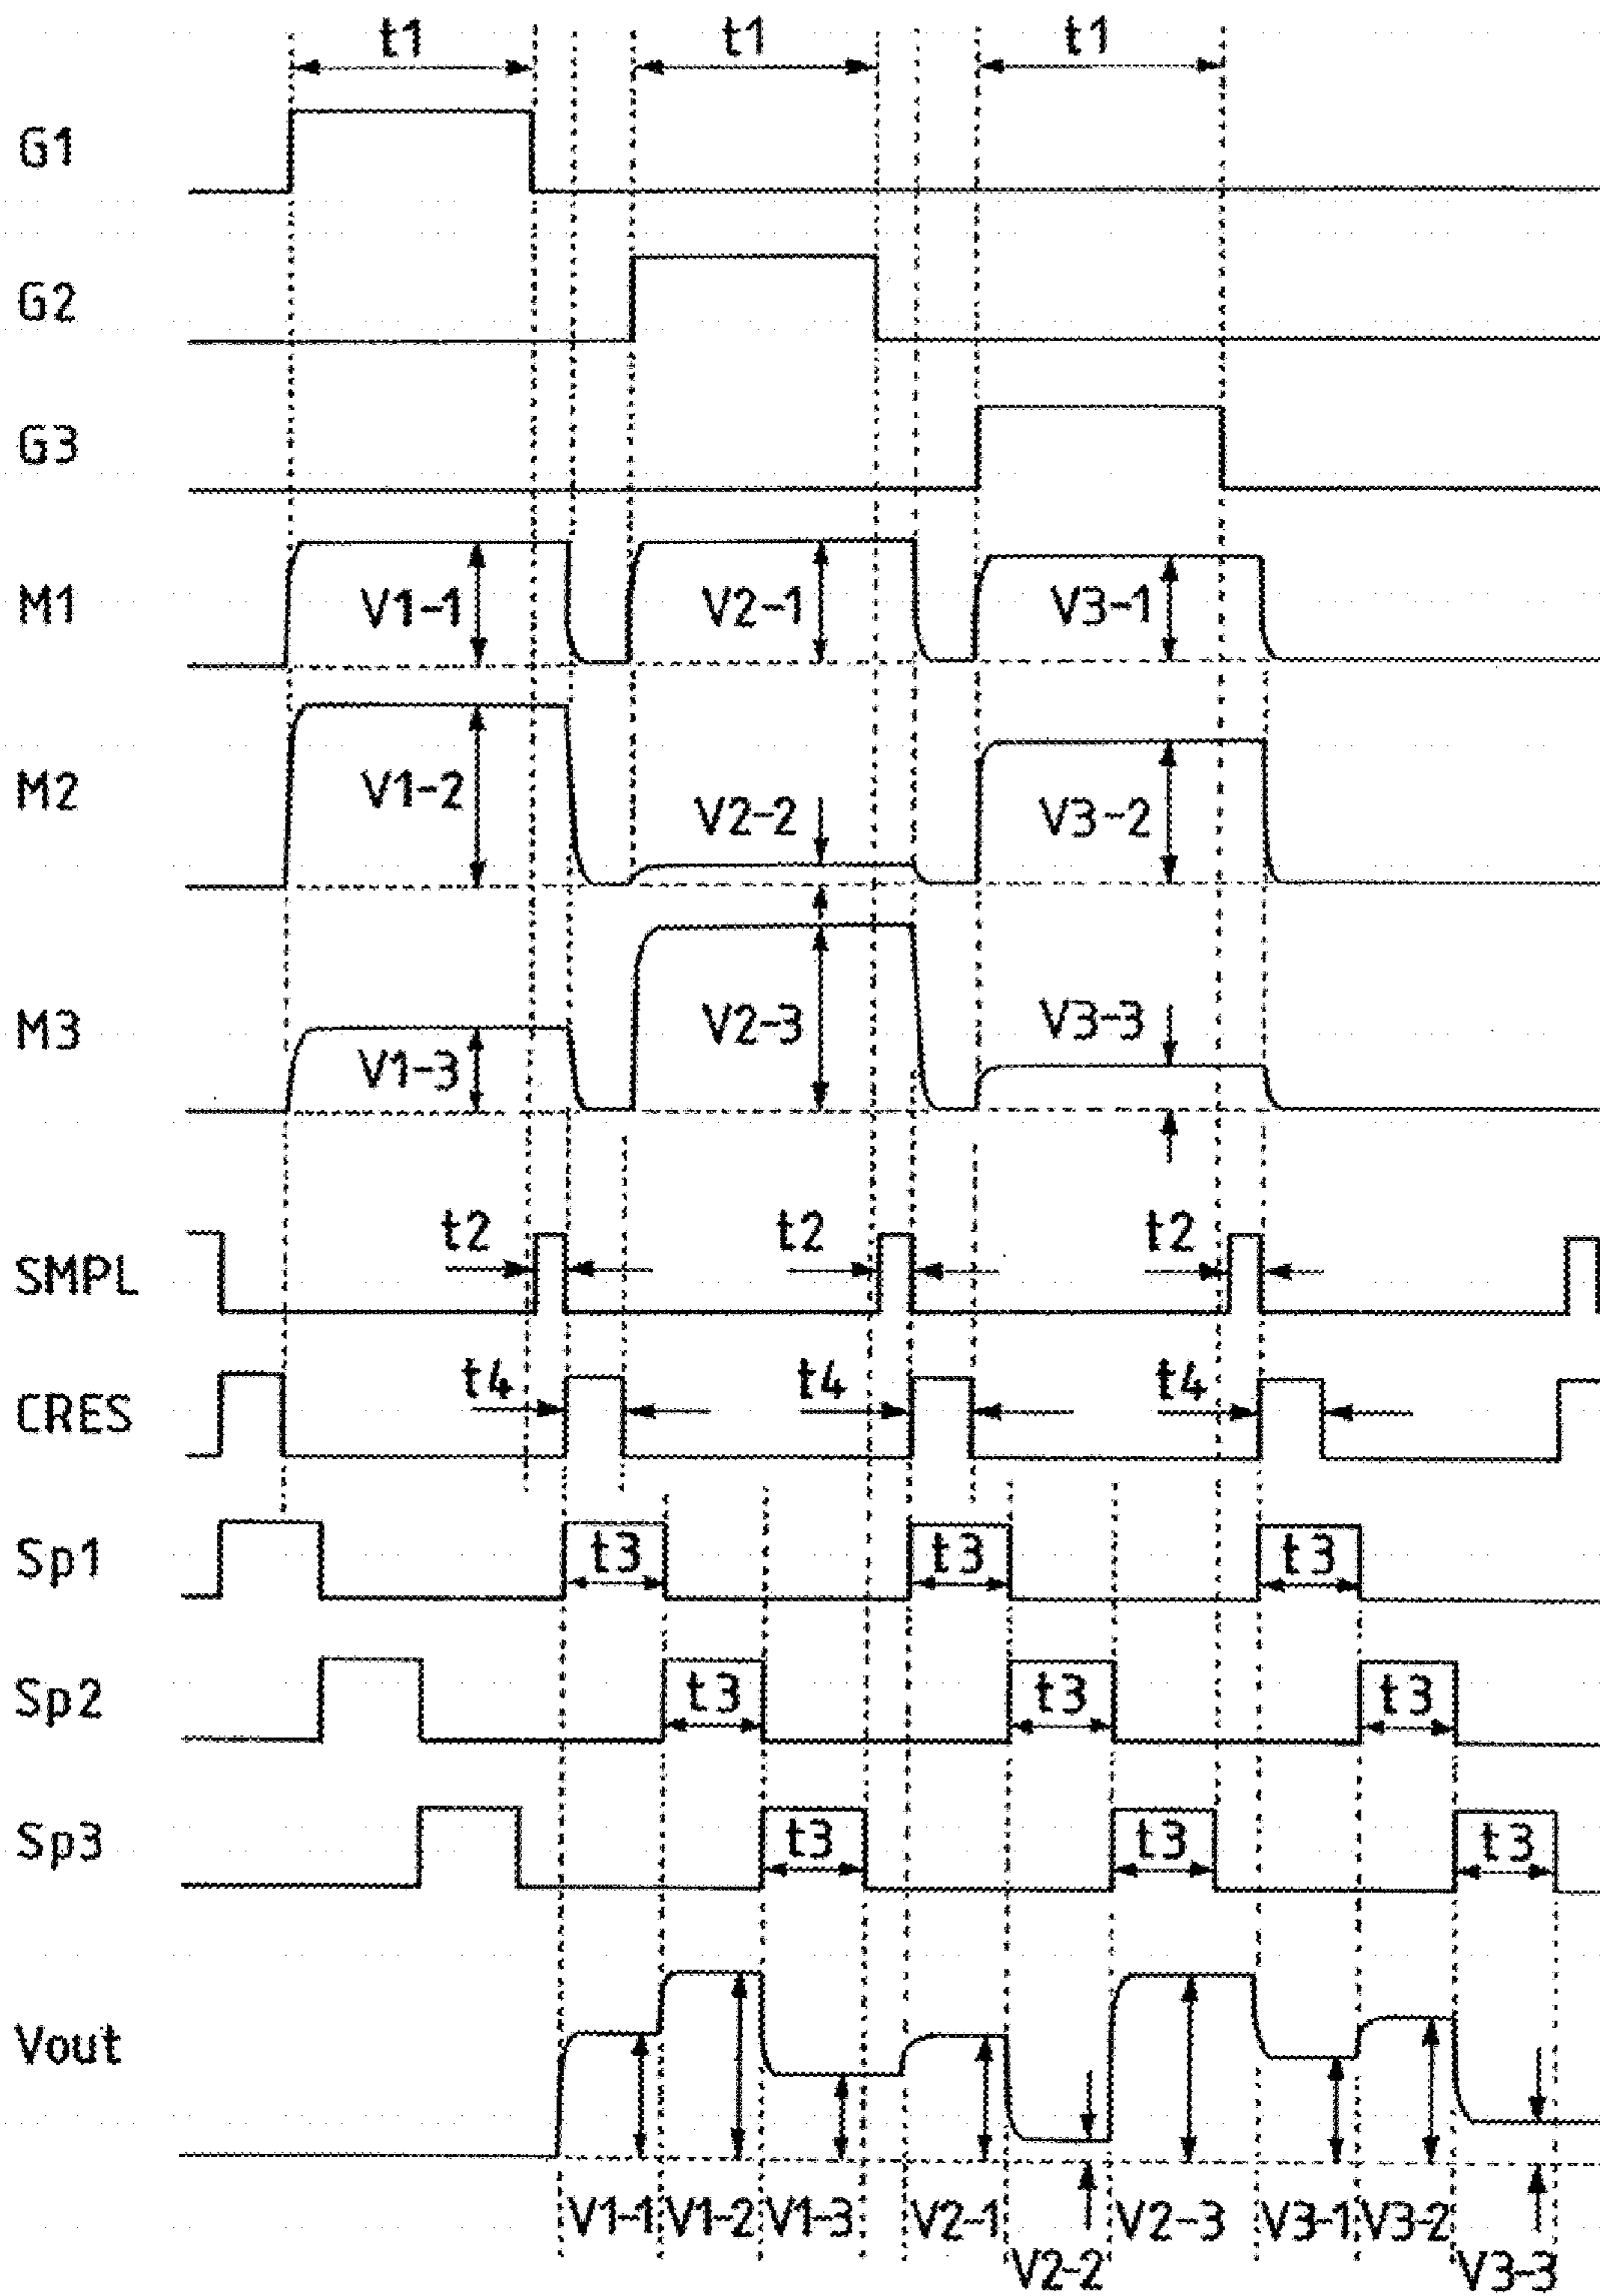 t1 t1 t1
G1
G2
G3
M1 V1-1 V2-1 V3-1
M2 V1-2 V2-2 V3-2
M3 V1-3 V2-3 V3-3
SMPL t2 t2 t2
CRES t4 t4 t4
Sp1 t3 t3 t3
Sp2 t3 t3 t3
Sp3 t3 t3 t3
Vout
V1-1 V1-2 V1-3 V2-1 V2-3 V3-1 V3-2
V2-2 V3-3